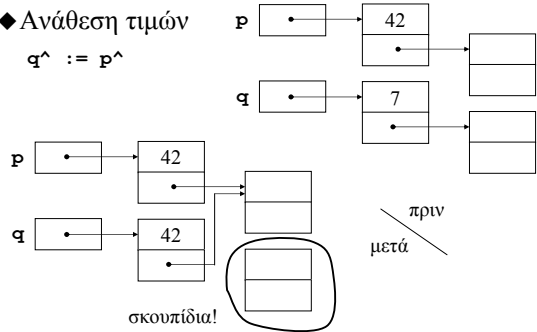 ◆Ανάθεση τιμών
q^ := p^
p 42
q 7
p 42
q 42
πριν
μετά
σκουπίδια!